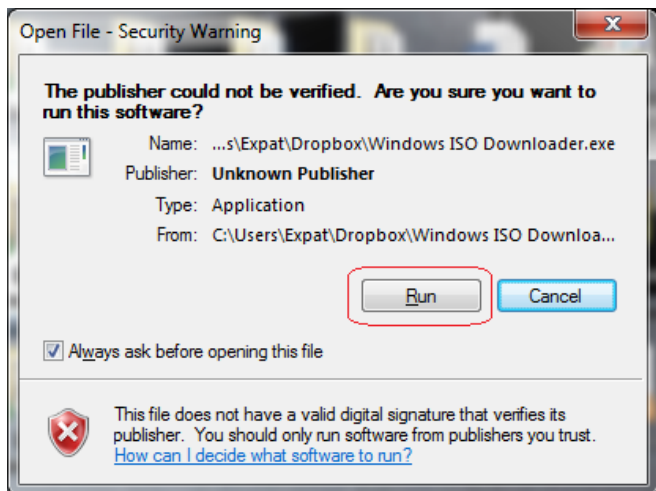 Open File - Security Warning
The publisher could not be verified.  Are you sure you want to
run this software?
Name: ...s\Expat\Dropbox\Windows ISO Downloader.exe
Publisher: Unknown Publisher
Type: Application
From: C:\Users\Expat\Dropbox\Windows ISO Downloa...
Run Cancel
Always ask before opening this file
This file does not have a valid digital signature that verifies its
publisher.  You should only run software from publishers you trust.
How can I decide what software to run?